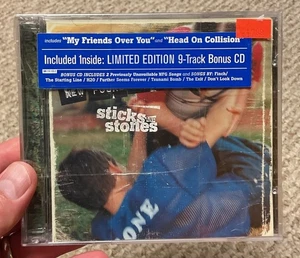 includes "My Friends Over You" and "Head On Collision"
Included Inside: LIMITED EDITION 9-Track Bonus CD
BONUS CD INCLUDES 2 Previously Unavailable NFG Songs and SONGS BY: Finch/
The Starting Line / H2O / Further Seems Forever / Tsunami Bomb / The Exit / Don't Look Down
NEW FOUN
sticks and
stones
ONE